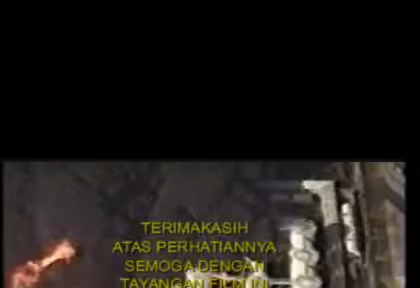 TERIMAKASIH
ATAS PERHATIANNYA
SEMOGA DENGAN
TAYANGAN FILM INI